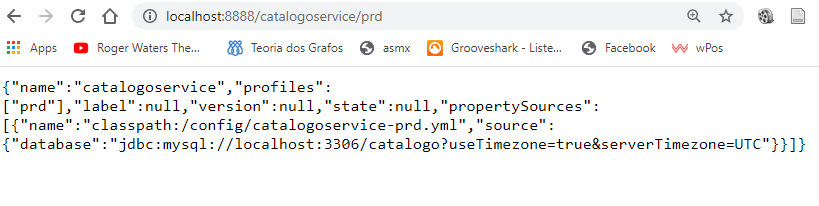 localhost:8888/catalogoservice/prd
Apps Roger Waters The... Teoria dos Grafos asmx Grooveshark - Liste... Facebook wPos
{"name":"catalogoservice","profiles":
["prd"],"label":null,"version":null,"state":null,"propertySources":
[{"name":"classpath:/config/catalogoservice-prd.yml","source":
{"database":"jdbc:mysql://localhost:3306/catalogo?useTimezone=true&serverTimezone=UTC"}}]}